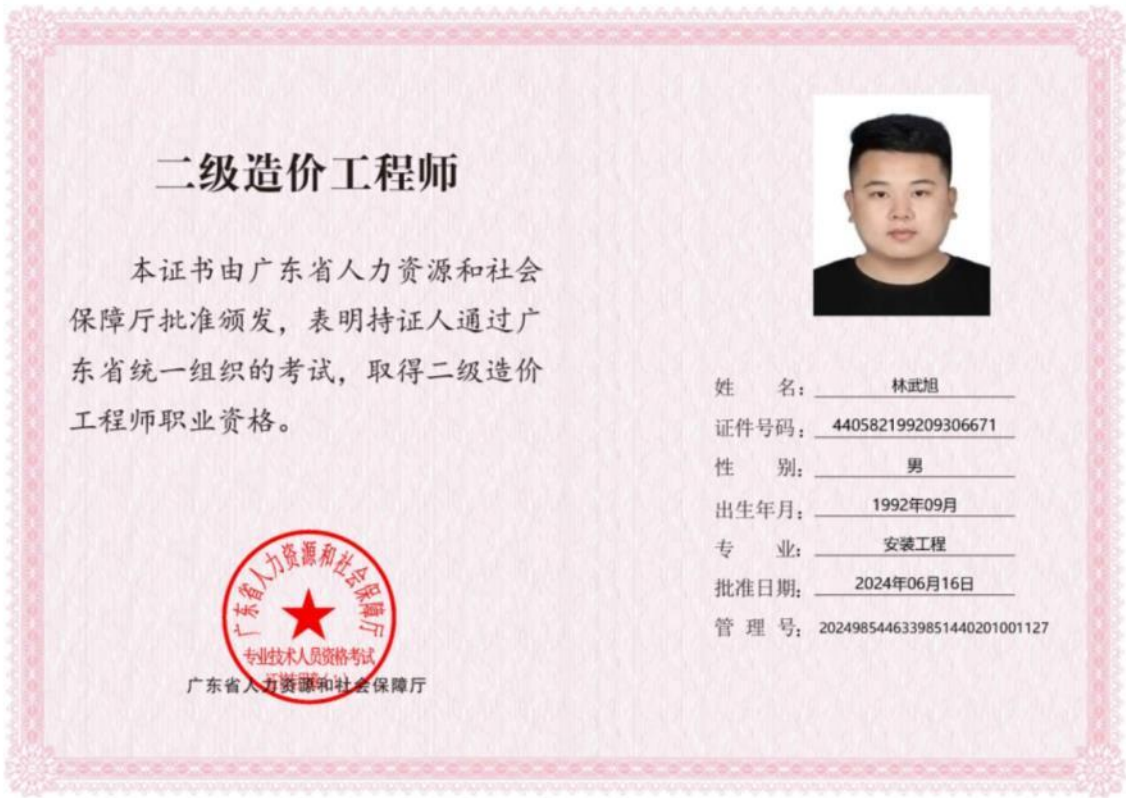 二级造价工程师
本证书由广东省人力资源和社会
保障厅批准颁发，表明持证人通过广
东省统一组织的考试，取得二级造价
工程师职业资格。
广东省人力资源和社会保障厅
专业技术人员资格考试
广东省人力资源和社会保障厅
姓 名：林武旭
证件号码：440582199209306671
性 别：男
出生年月：1992年09月
专 业：安装工程
批准日期：2024年06月16日
管 理 号：2024985446339851440201001127